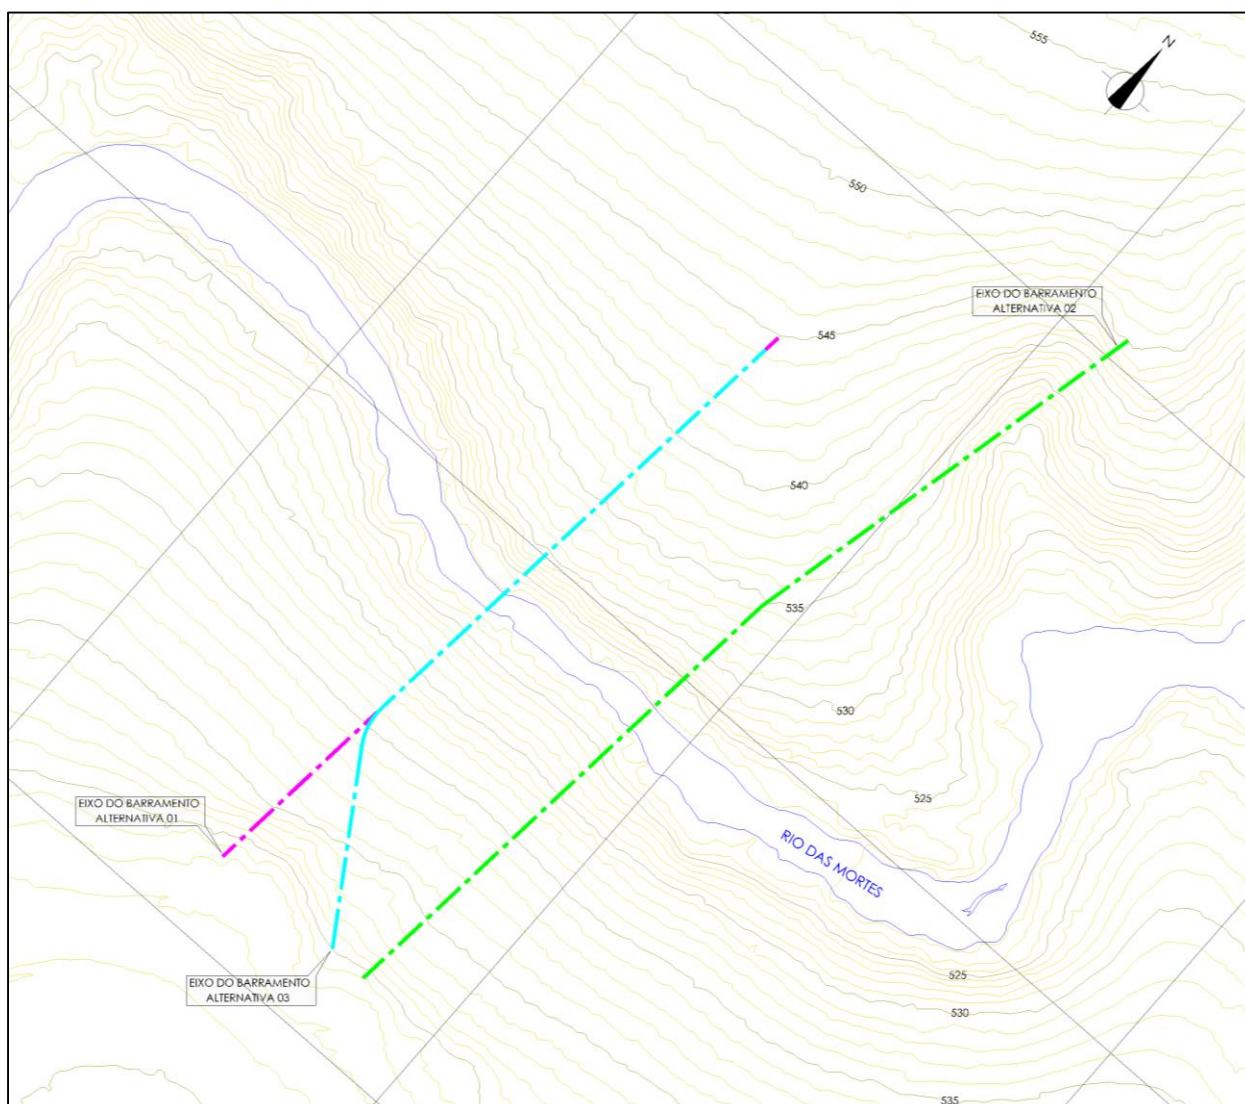 555
N
550
EIXO DO BARRAMENTO
ALTERNATIVA 02
545
540
535
530
EIXO DO BARRAMENTO
ALTERNATIVA 01
525
RIO DAS MORTES
EIXO DO BARRAMENTO
ALTERNATIVA 03
525
530
535